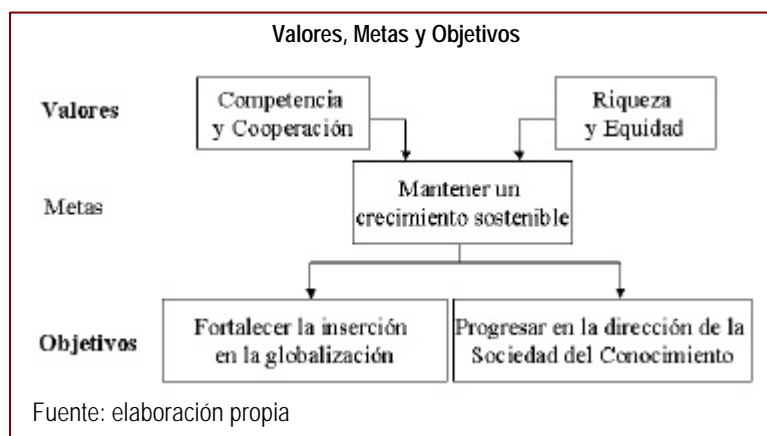 Valores, Metas y Objetivos
Valores
Competencia
y Cooperación
Riqueza
y Equidad
Metas
Mantener un
crecimiento sostenible
Objetivos
Fortalecer la inserción
en la globalización
Progresar en la dirección de la
Sociedad del Conocimiento
Fuente: elaboración propia